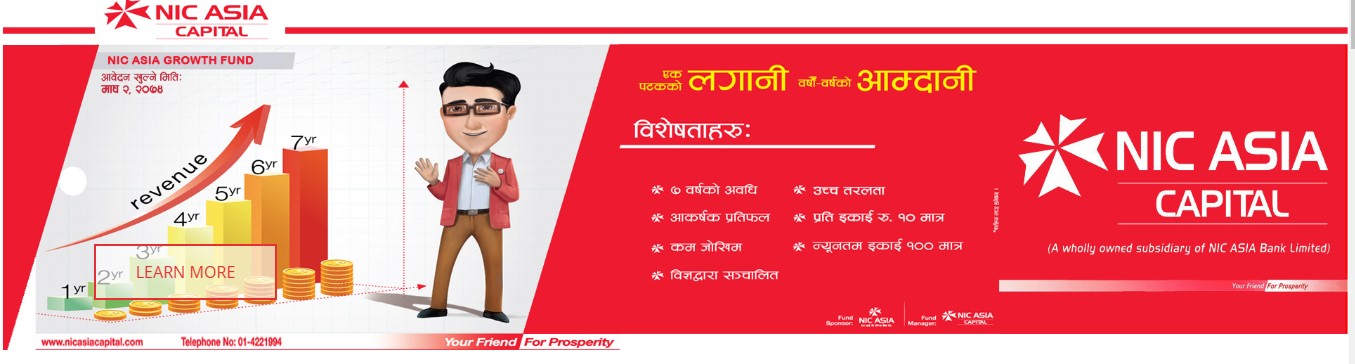 NIC ASIA
CAPITAL
NIC ASIA GROWTH FUND
आवेदन खुल्ने मितिः
माघ २, २०७४
revenue
1yr
2yr
3yr
4yr
5yr
6yr
7yr
LEARN MORE
www.nicasiacapital.com
Telephone No: 01-4221994
Your Friend For Prosperity
एक पटकको लगानी वर्षौं-वर्षको आम्दानी
विशेषताहरुः
७ वर्षको अवधि
आकर्षक प्रतिफल
कम जोखिम
विज्ञद्वारा सञ्चालित
उच्च तरलता
प्रति इकाई रु. १० मात्र
न्यूनतम इकाई १०० मात्र
Fund Sponsor:
NIC ASIA
Fund Manager:
NIC ASIA
CAPITAL
NIC ASIA
CAPITAL
(A wholly owned subsidiary of NIC ASIA Bank Limited)
Your Friend For Prosperity